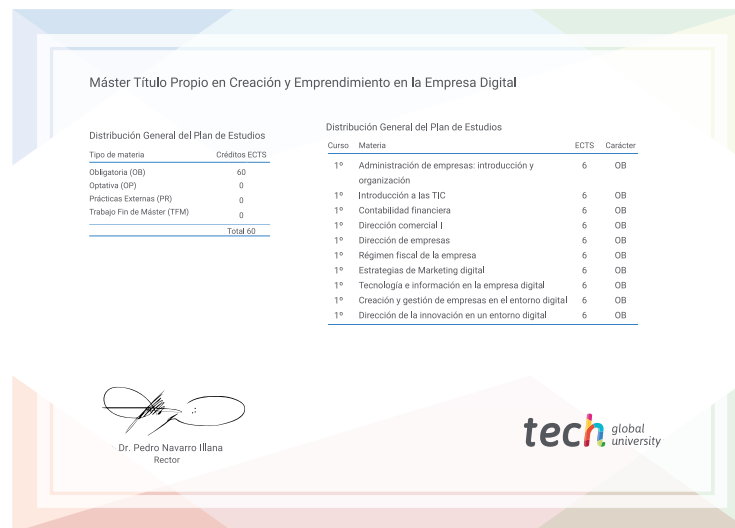 Máster Título Propio en Creación y Emprendimiento en la Empresa Digital
Distribución General del Plan de Estudios
Tipo de materia Créditos ECTS
Obligatoria (OB) 60
Optativa (OP) 0
Prácticas Externas (PR) 0
Trabajo Fin de Máster (TFM) 0
Total 60
Distribución General del Plan de Estudios
Curso Materia ECTS Carácter
1º Administración de empresas: introducción y 6 OB
organización
1º Introducción a las TIC 6 OB
1º Contabilidad financiera 6 OB
1º Dirección comercial I 6 OB
1º Dirección de empresas 6 OB
1º Régimen fiscal de la empresa 6 OB
1º Estrategias de Marketing digital 6 OB
1º Tecnología e información en la empresa digital 6 OB
1º Creación y gestión de empresas en el entorno digital 6 OB
1º Dirección de la innovación en un entorno digital 6 OB
Dr. Pedro Navarro Illana
Rector
tech global
university